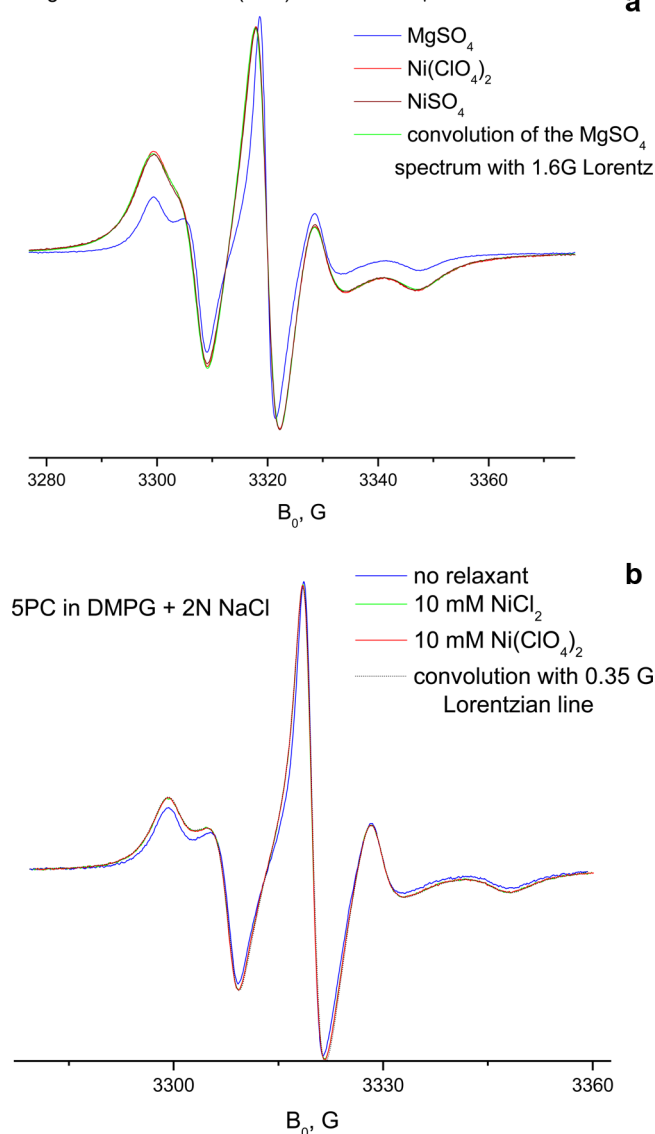 a
MgSO₄
Ni(ClO₄)₂
NiSO₄
convolution of the MgSO₄
spectrum with 1.6G Lorentz
3280 3300 3320 3340 3360
B₀, G
b
no relaxant
5PC in DMPG + 2N NaCl
10 mM NiCl₂
10 mM Ni(ClO₄)₂
convolution with 0.35 G
Lorentzian line
3300 3330 3360
B₀, G